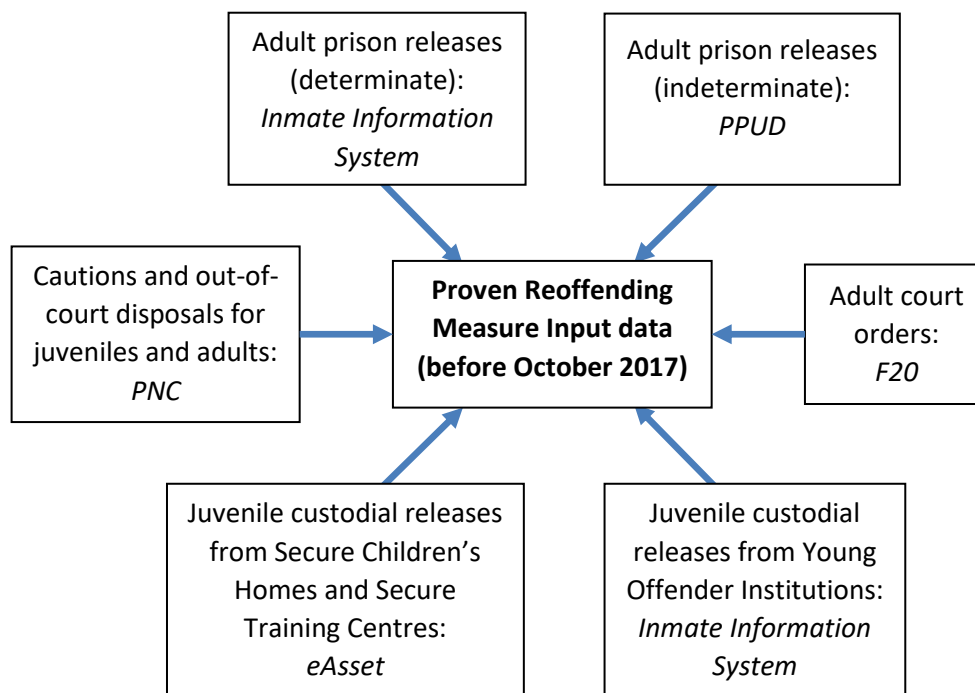 Adult prison releases
(determinate):
Inmate Information
System
Adult prison releases
(indeterminate):
PPUD
Cautions and out-of-
court disposals for
juveniles and adults:
PNC
Proven Reoffending
Measure Input data
(before October 2017)
Adult court
orders:
F20
Juvenile custodial releases
from Secure Children’s
Homes and Secure
Training Centres:
eAsset
Juvenile custodial
releases from Young
Offender Institutions:
Inmate Information
System